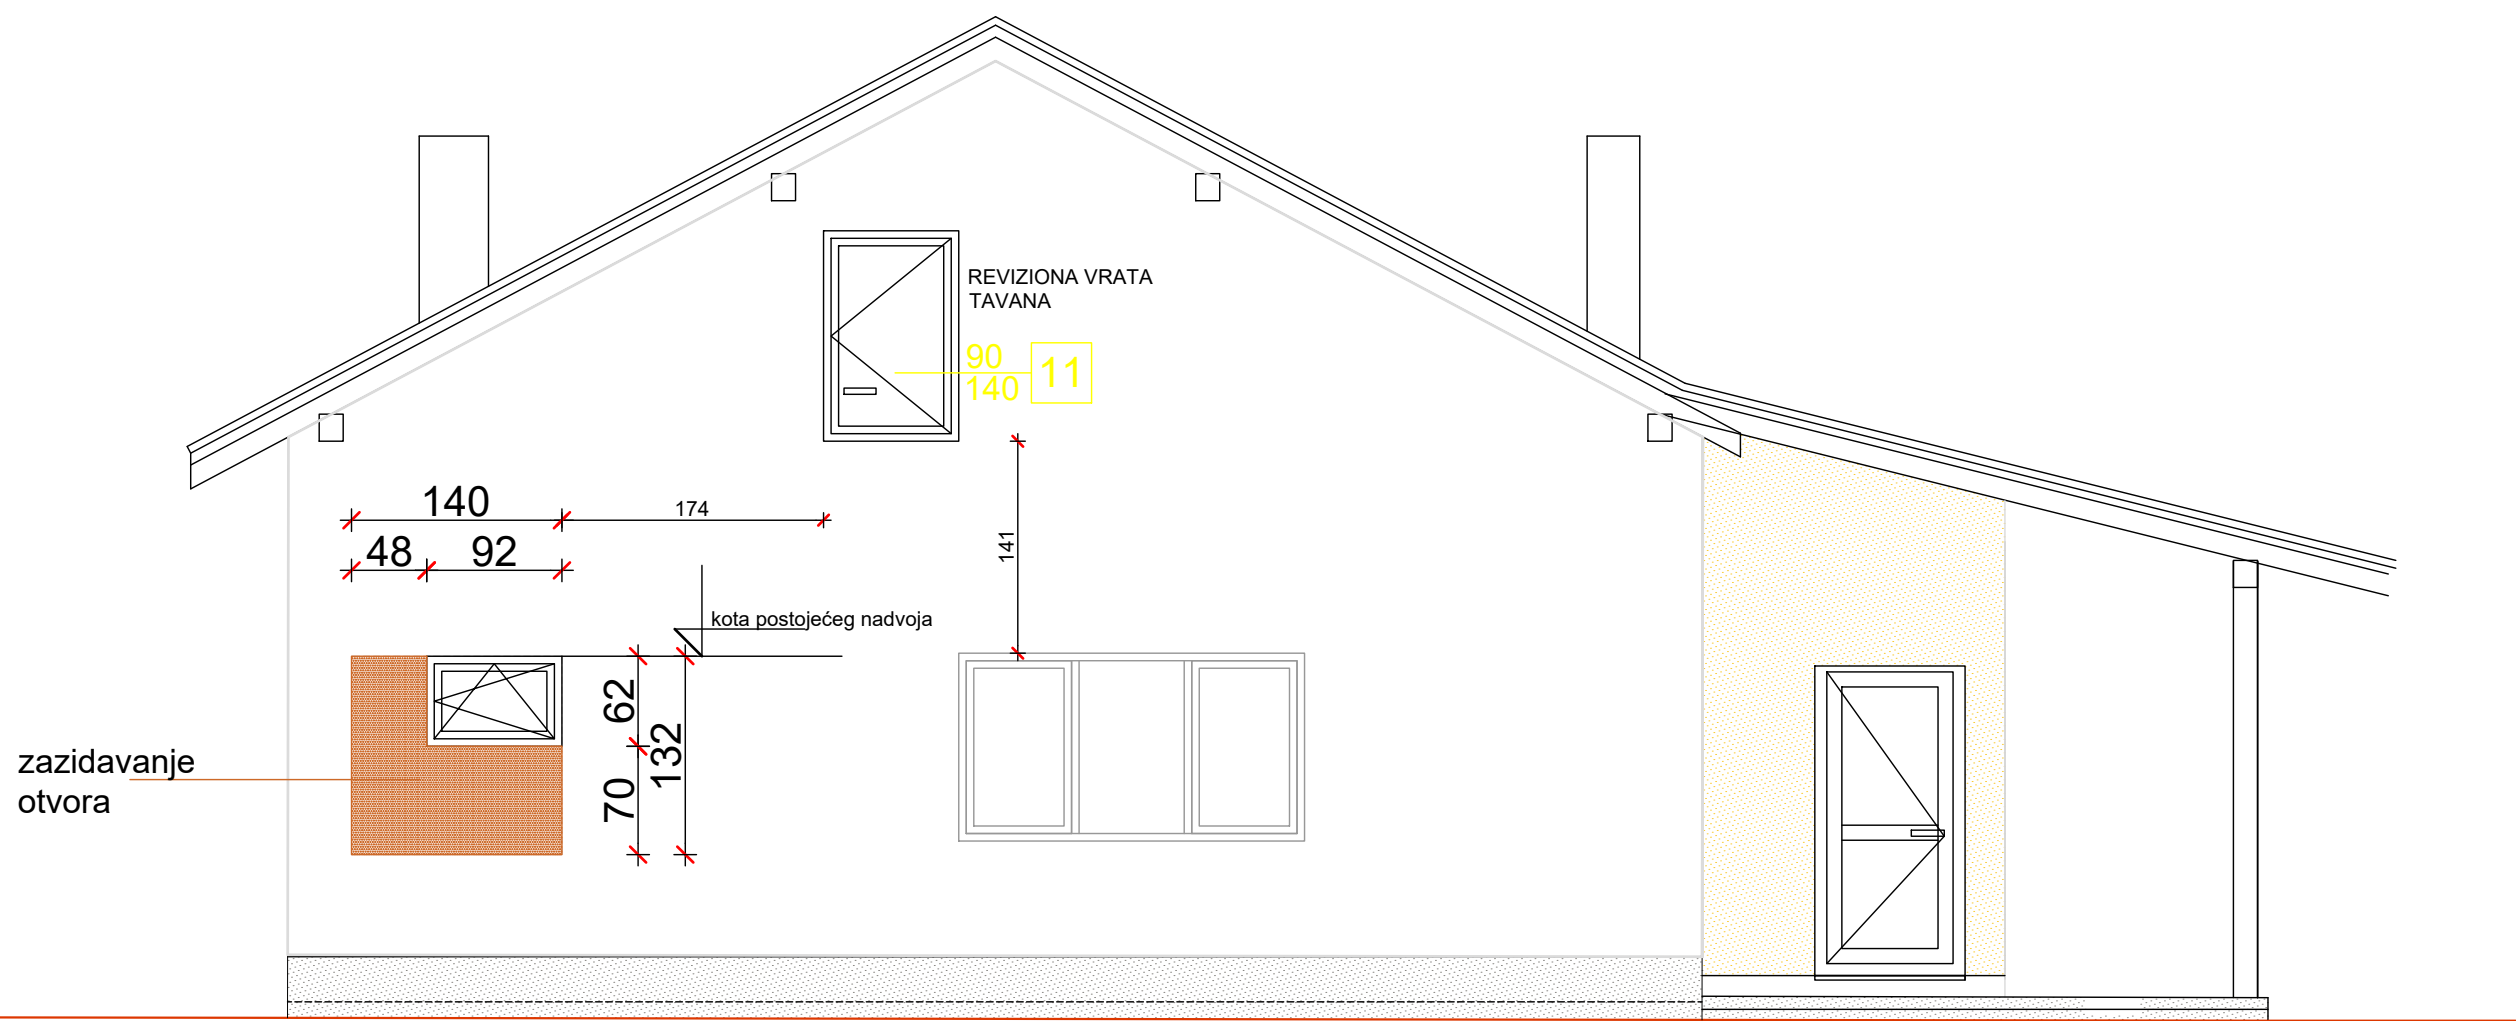 REVIZIONA VRATA
TAVANA
90
140
11
140
174
48
92
141
kota postojećeg nadvoja
62
132
70
zazidavanje
otvora